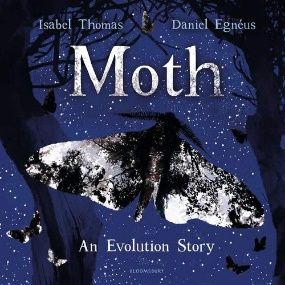 Isabel Thomas Daniel Egnéus
Moth
An Evolution Story
BLOOMSBURY